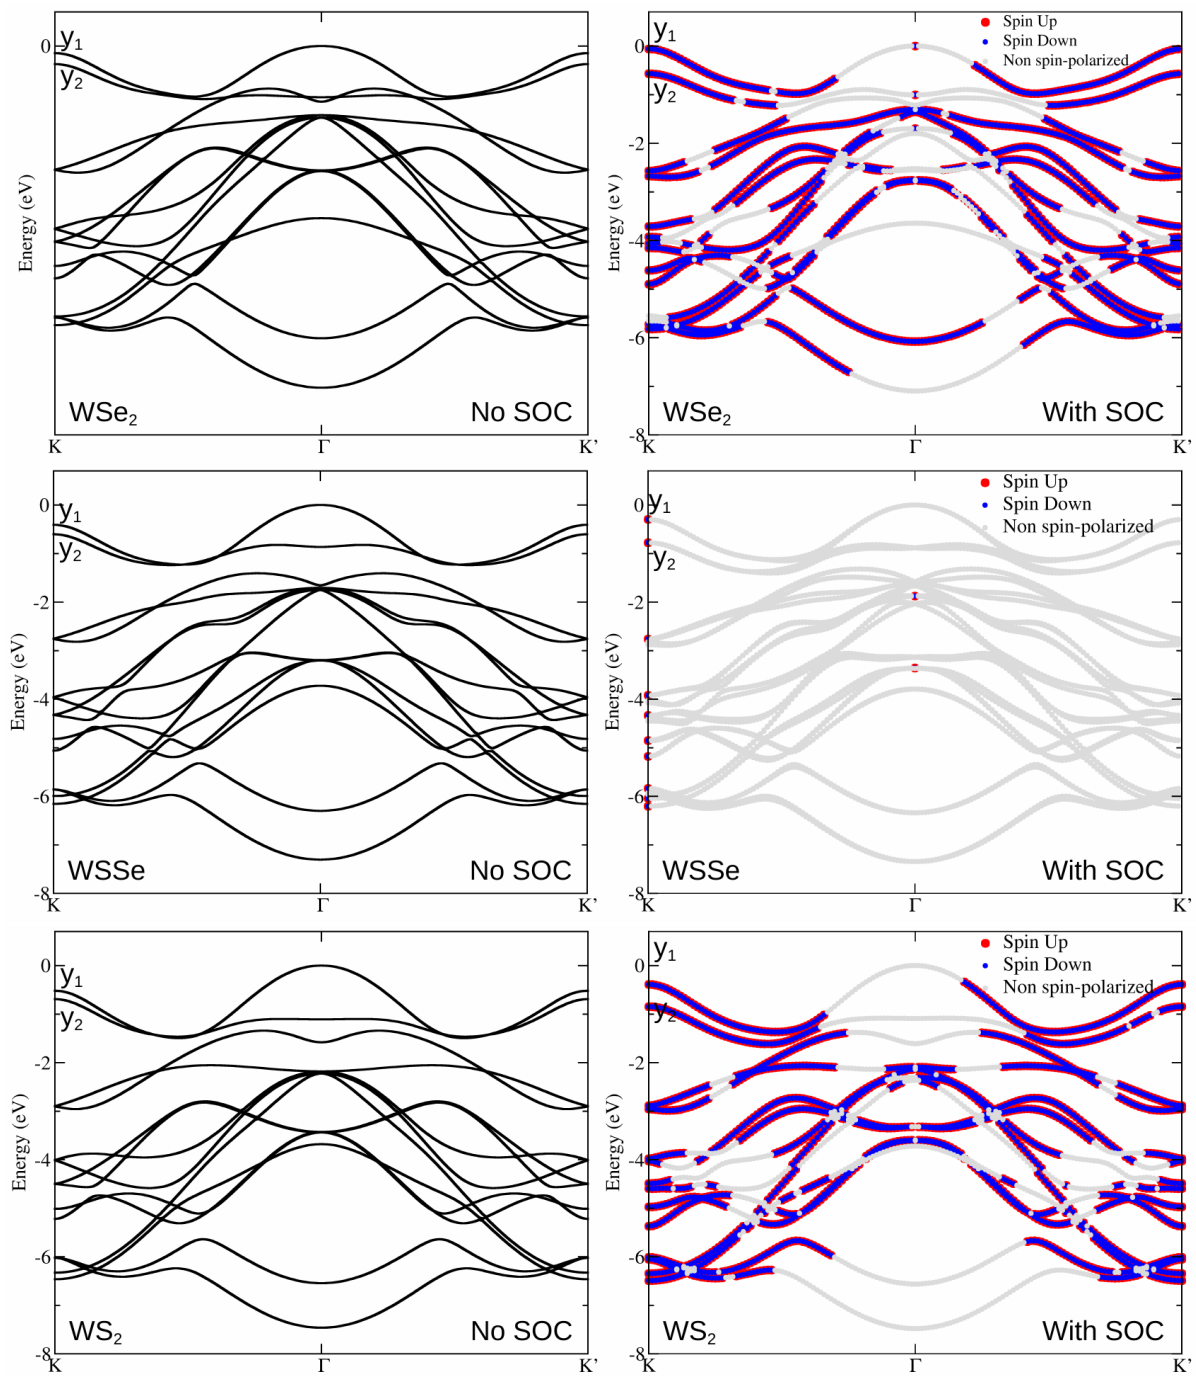 y1
y2
0
-2
-4
-6
-8
Energy (eV)
WSe2
No SOC
K
Γ
K'
y1
y2
Spin Up
Spin Down
Non spin-polarized
0
-2
-4
-6
-8
Energy (eV)
WSe2
With SOC
K
Γ
K'
y1
y2
0
-2
-4
-6
-8
Energy (eV)
WSSe
No SOC
K
Γ
K'
y1
y2
Spin Up
Spin Down
Non spin-polarized
0
-2
-4
-6
-8
Energy (eV)
WSSe
With SOC
K
Γ
K'
y1
y2
0
-2
-4
-6
-8
Energy (eV)
WS2
No SOC
K
Γ
K'
y1
y2
Spin Up
Spin Down
Non spin-polarized
0
-2
-4
-6
-8
Energy (eV)
WS2
With SOC
K
Γ
K'